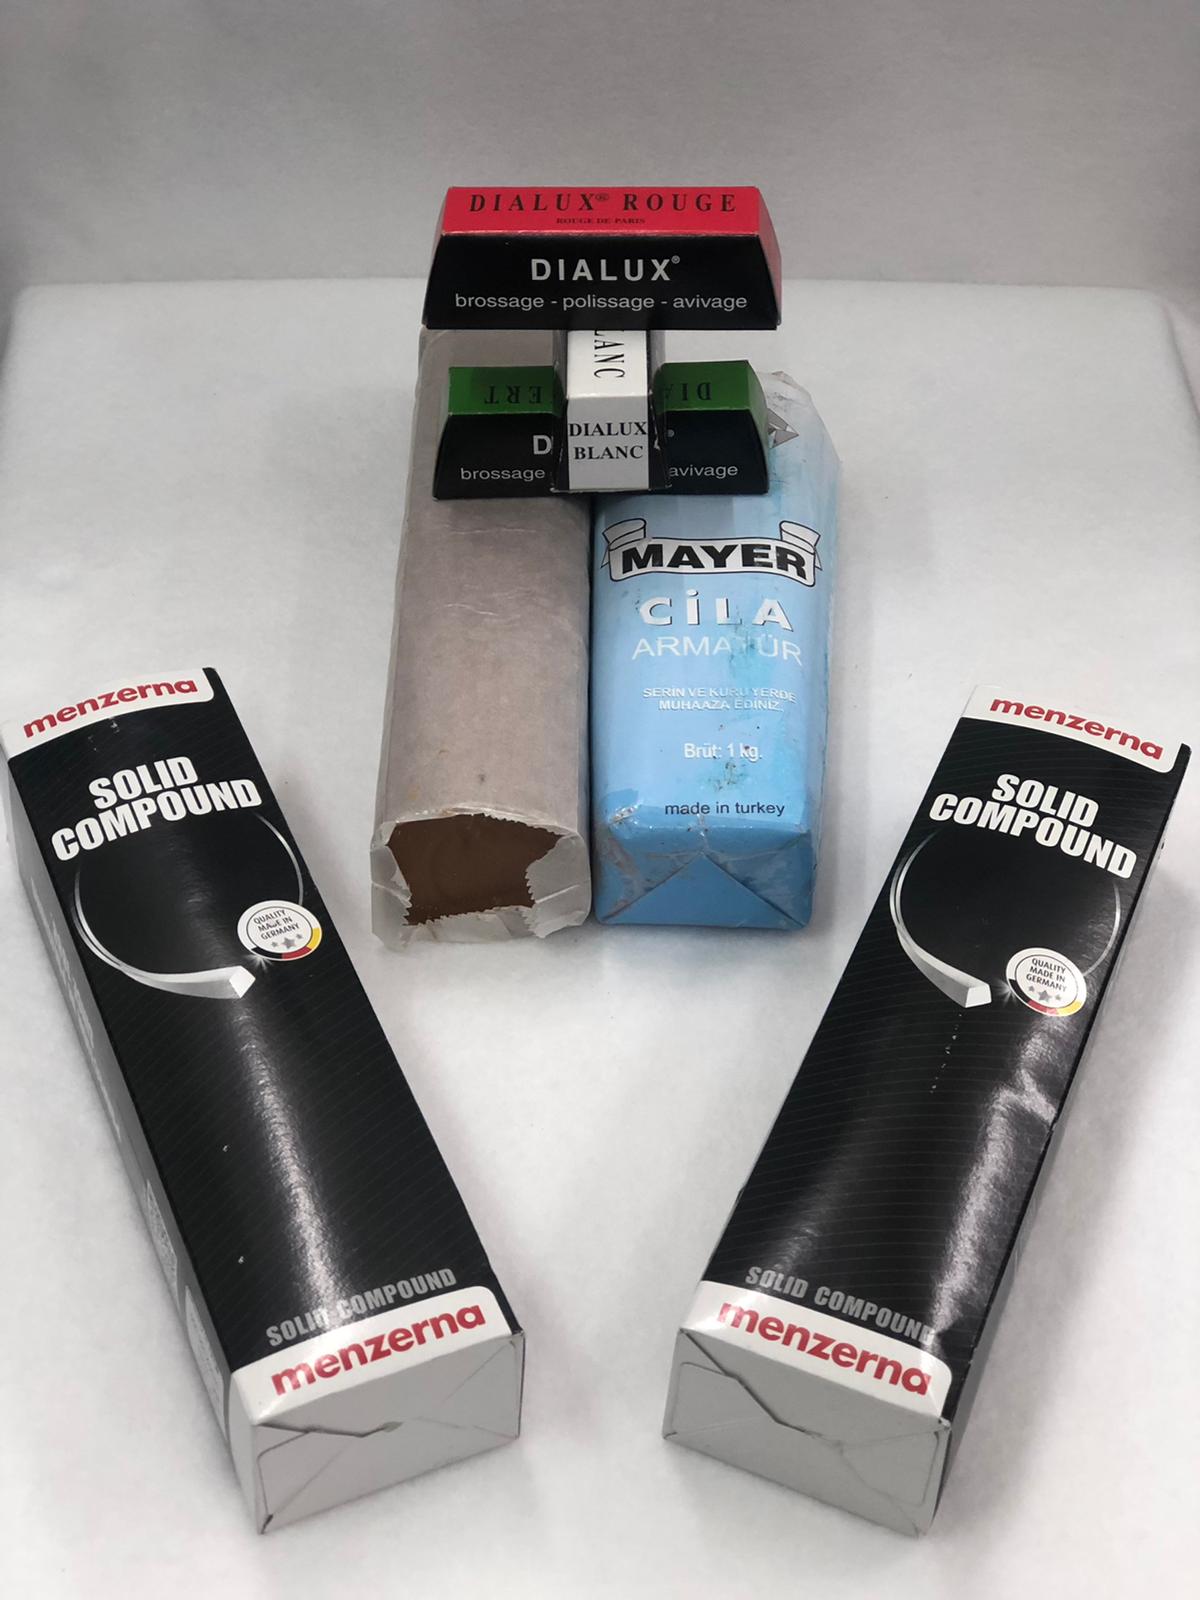 DIALUX® ROUGE
ROUGE DE PARIS
DIALUX®
brossage - polissage - avivage
LANC
ERT
DIA
DIALUX
BLANC
D
®
brossage
avivage
MAYER
CİLA
ARMATÜR
SERİN VE KURU YERDE
MUHAAZA EDİNİZ
Brüt: 1 kg.
made in turkey
menzerna
SOLID
COMPOUND
QUALITY
MADE IN
GERMANY
SOLID COMPOUND
menzerna
menzerna
SOLID
COMPOUND
QUALITY
MADE IN
GERMANY
SOLID COMPOUND
menzerna